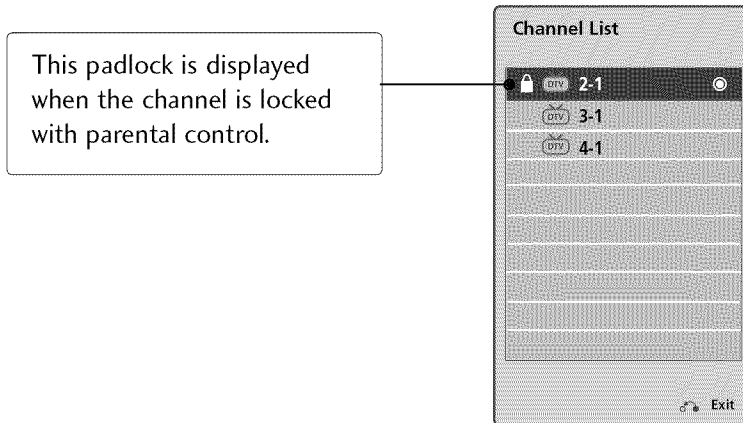 Channel List
This padlock is displayed
when the channel is locked
with parental control.
DTV 2-1
DTV 3-1
DTV 4-1
Exit